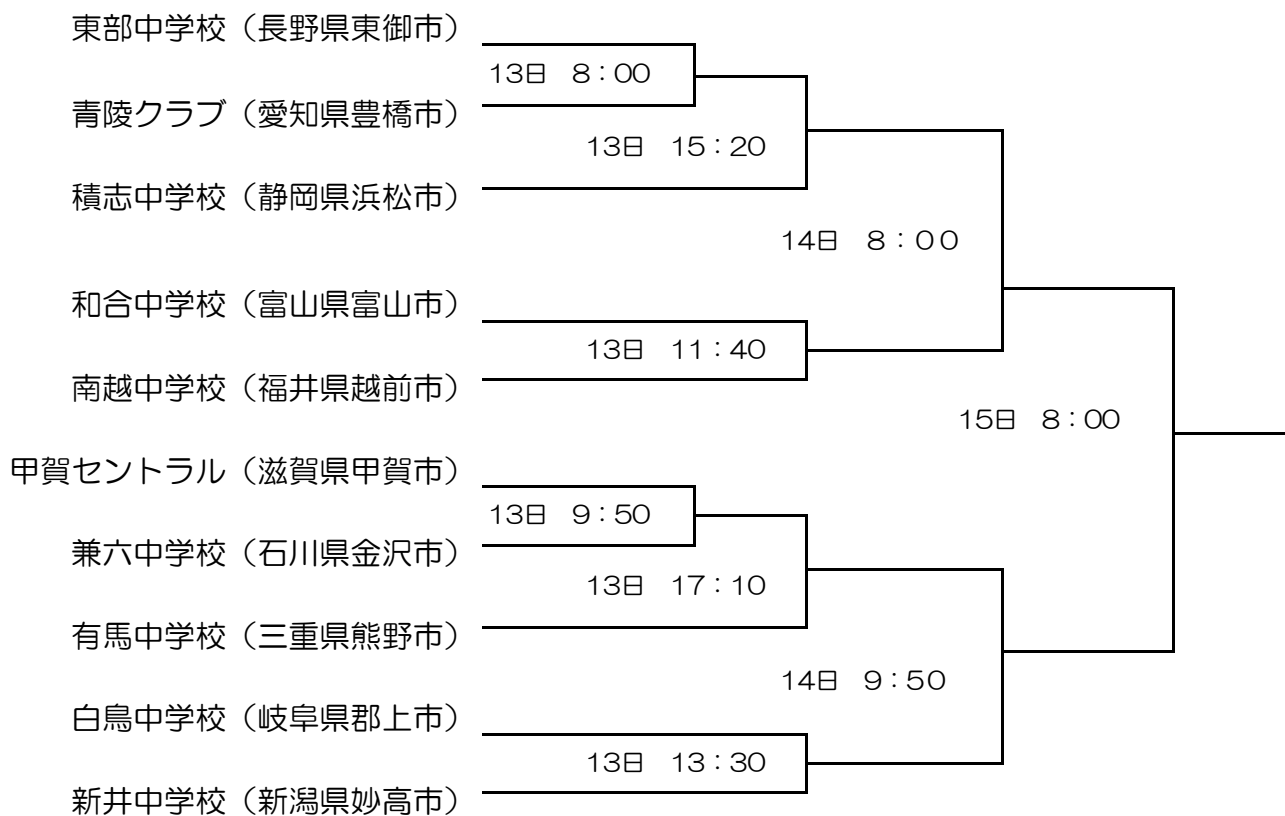 東部中学校（長野県東御市）
13日　8：00
青陵クラブ（愛知県豊橋市）
13日　15：20
積志中学校（静岡県浜松市）
14日　8：00
和合中学校（富山県富山市）
13日　11：40
南越中学校（福井県越前市）
15日　8：00
甲賀セントラル（滋賀県甲賀市）
13日　9：50
兼六中学校（石川県金沢市）
13日　17：10
有馬中学校（三重県熊野市）
14日　9：50
白鳥中学校（岐阜県郡上市）
13日　13：30
新井中学校（新潟県妙高市）